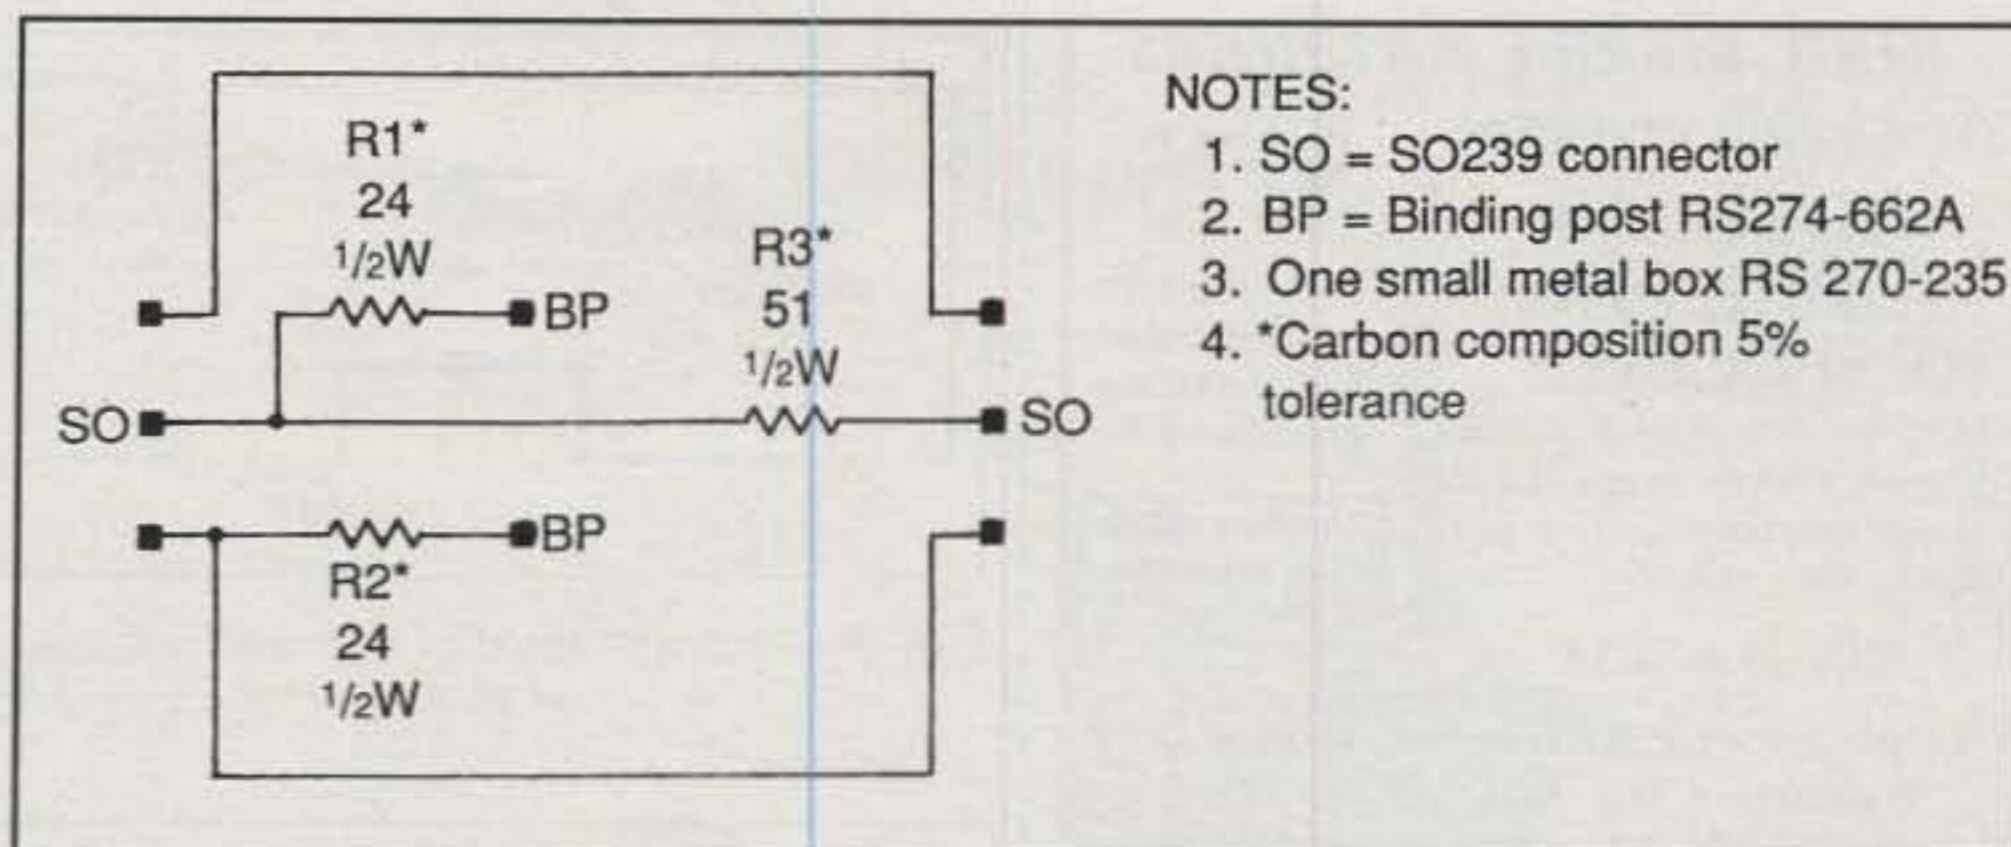 R1*
24
1/2W
BP
R3*
51
1/2W
SO
SO
BP
R2*
24
1/2W
NOTES:
1. SO = SO239 connector
2. BP = Binding post RS274-662A
3. One small metal box RS 270-235
4. *Carbon composition 5%
tolerance